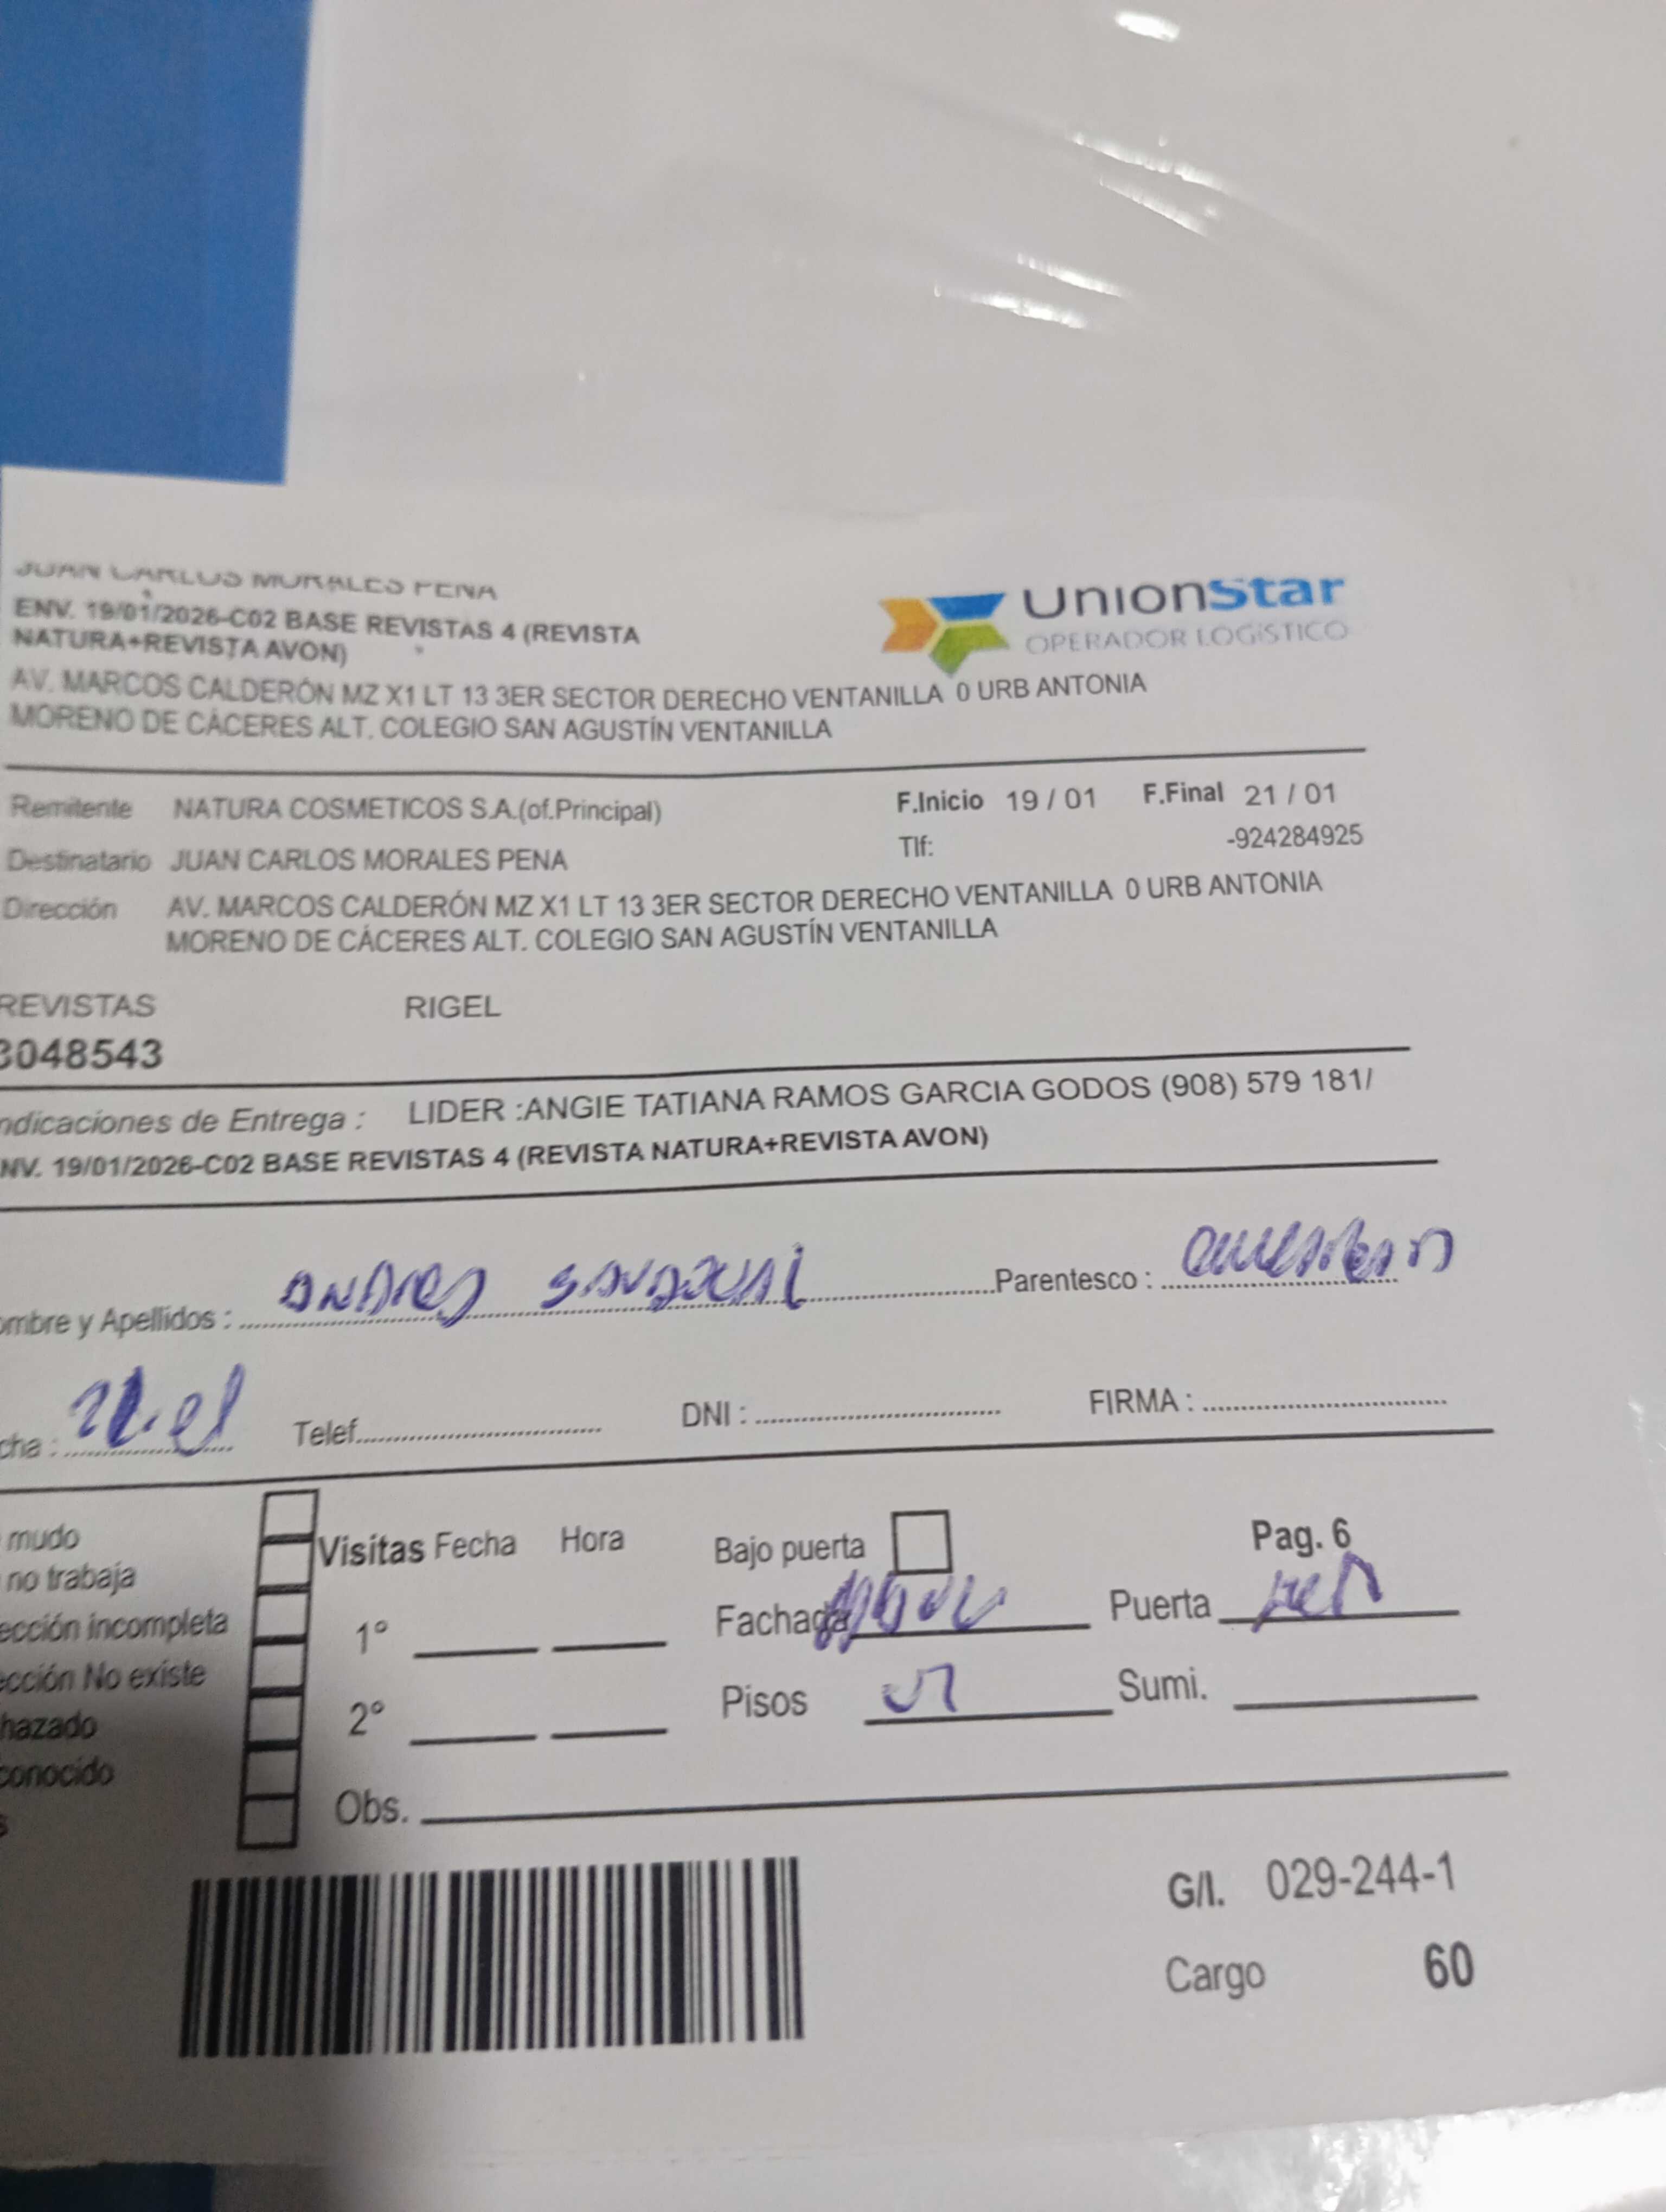 JUAN CARLOS MORALES PENA
ENV. 19/01/2026-C02 BASE REVISTAS 4 (REVISTA
NATURA+REVISTA AVON)
UnionStar
OPERADOR LOGÍSTICO
AV. MARCOS CALDERÓN MZ X1 LT 13 3ER SECTOR DERECHO VENTANILLA 0 URB ANTONIA
MORENO DE CÁCERES ALT. COLEGIO SAN AGUSTÍN VENTANILLA
Remitente NATURA COSMETICOS S.A.(of.Principal) F.Inicio 19 / 01 F.Final 21 / 01
Destinatario JUAN CARLOS MORALES PENA Tlf: -924284925
Dirección AV. MARCOS CALDERÓN MZ X1 LT 13 3ER SECTOR DERECHO VENTANILLA 0 URB ANTONIA
MORENO DE CÁCERES ALT. COLEGIO SAN AGUSTÍN VENTANILLA
REVISTAS RIGEL
3048543
ndicaciones de Entrega : LIDER :ANGIE TATIANA RAMOS GARCIA GODOS (908) 579 181/
NV. 19/01/2026-C02 BASE REVISTAS 4 (REVISTA NATURA+REVISTA AVON)
ombre y Apellidos : ANDRES Parentesco :
cha : Telef. DNI : FIRMA :
mudo
no trabaja
ección incompleta
ección No existe
hazado
conocido
s
Visitas Fecha Hora
1°
2°
Obs.
Bajo puerta Pag. 6
Fachada Puerta
Pisos Sumi.
G/I. 029-244-1
Cargo 60